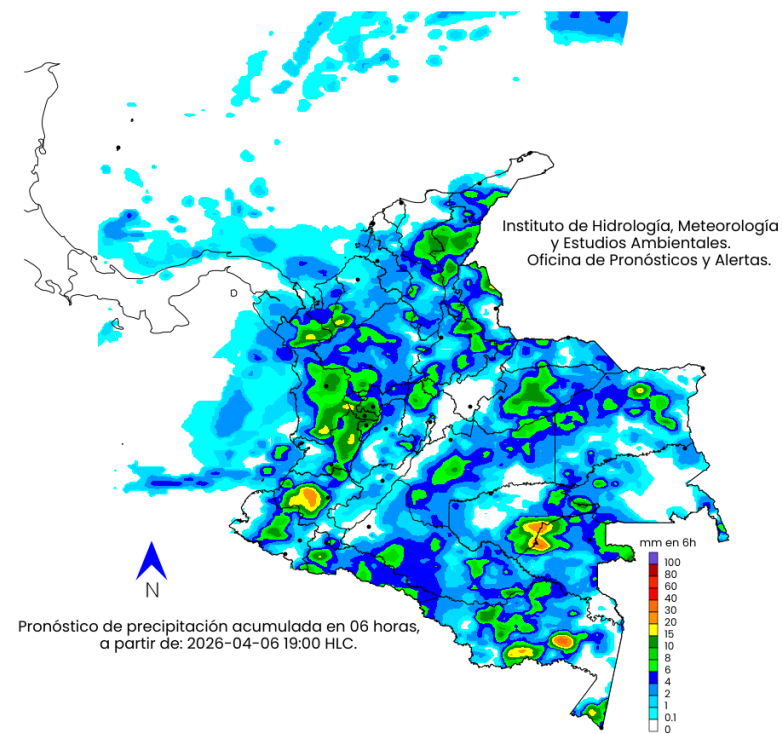 Instituto de Hidrología, Meteorología
y Estudios Ambientales.
Oficina de Pronósticos y Alertas.
N
Pronóstico de precipitación acumulada en 06 horas,
a partir de: 2026-04-06 19:00 HLC.
mm en 6h
100
80
60
40
30
20
15
10
8
6
4
2
1
0.1
0